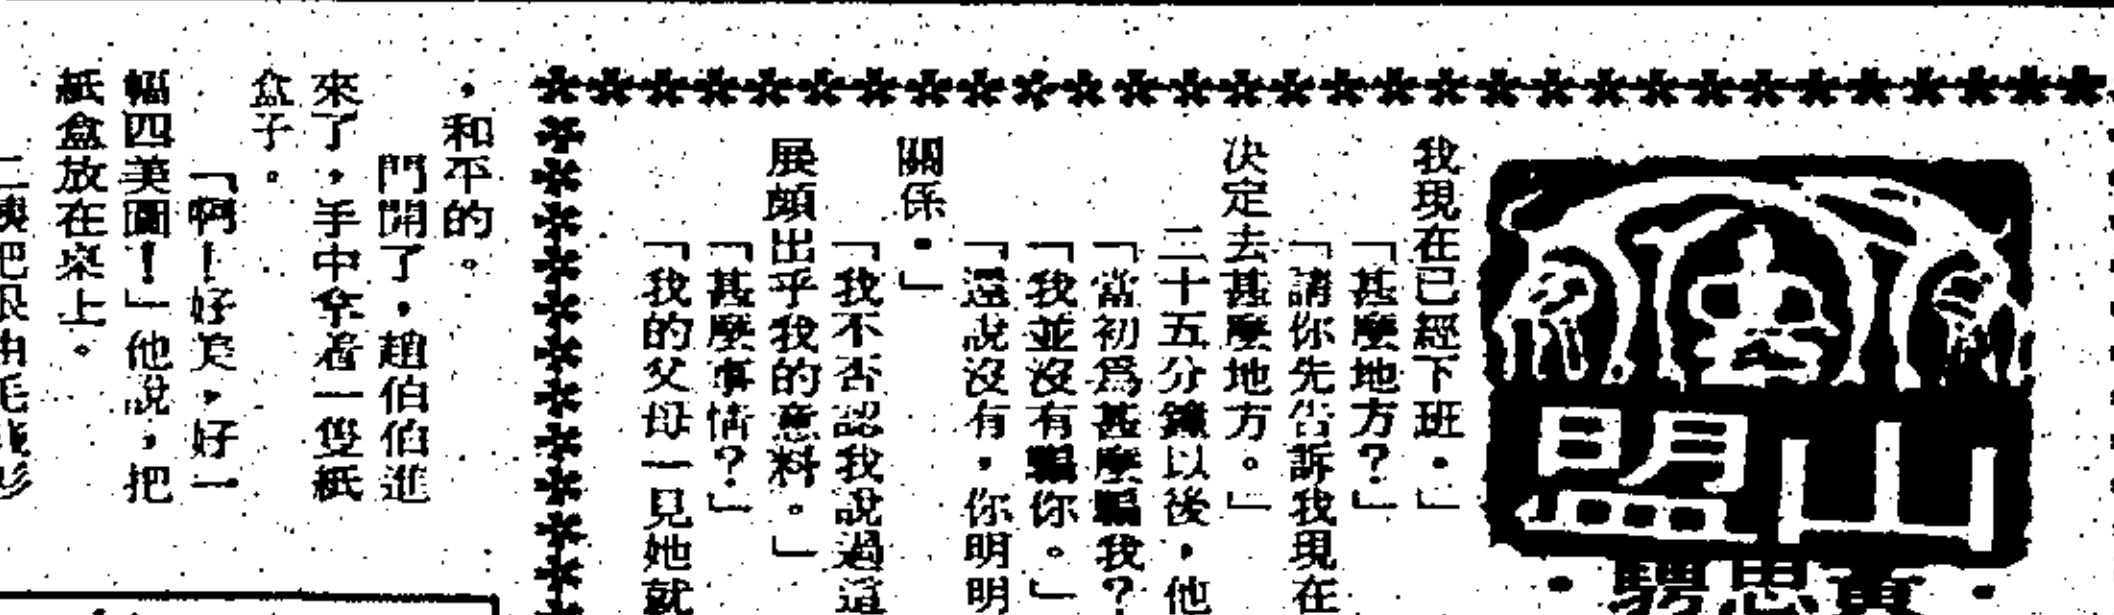 山盟
我現在已經下班．」
「甚麼地方？」
「請你先告訴我現在
决定去甚麼地方。」
二十五分鐘以後，他
「當初爲甚麼騙我？
「我並沒有騙你。」
「還說沒有，你明明
關係．」
「我不否認我說過這
展顏出乎我的意料。」
「甚麼事情？」
「我的父母一見她就
，和平的。
門開了，趙伯伯進
來了，手中拿着一隻紙
盒子。
「啊！好美，好一
幅四美圖！」他說，把
紙盒放在桌上。